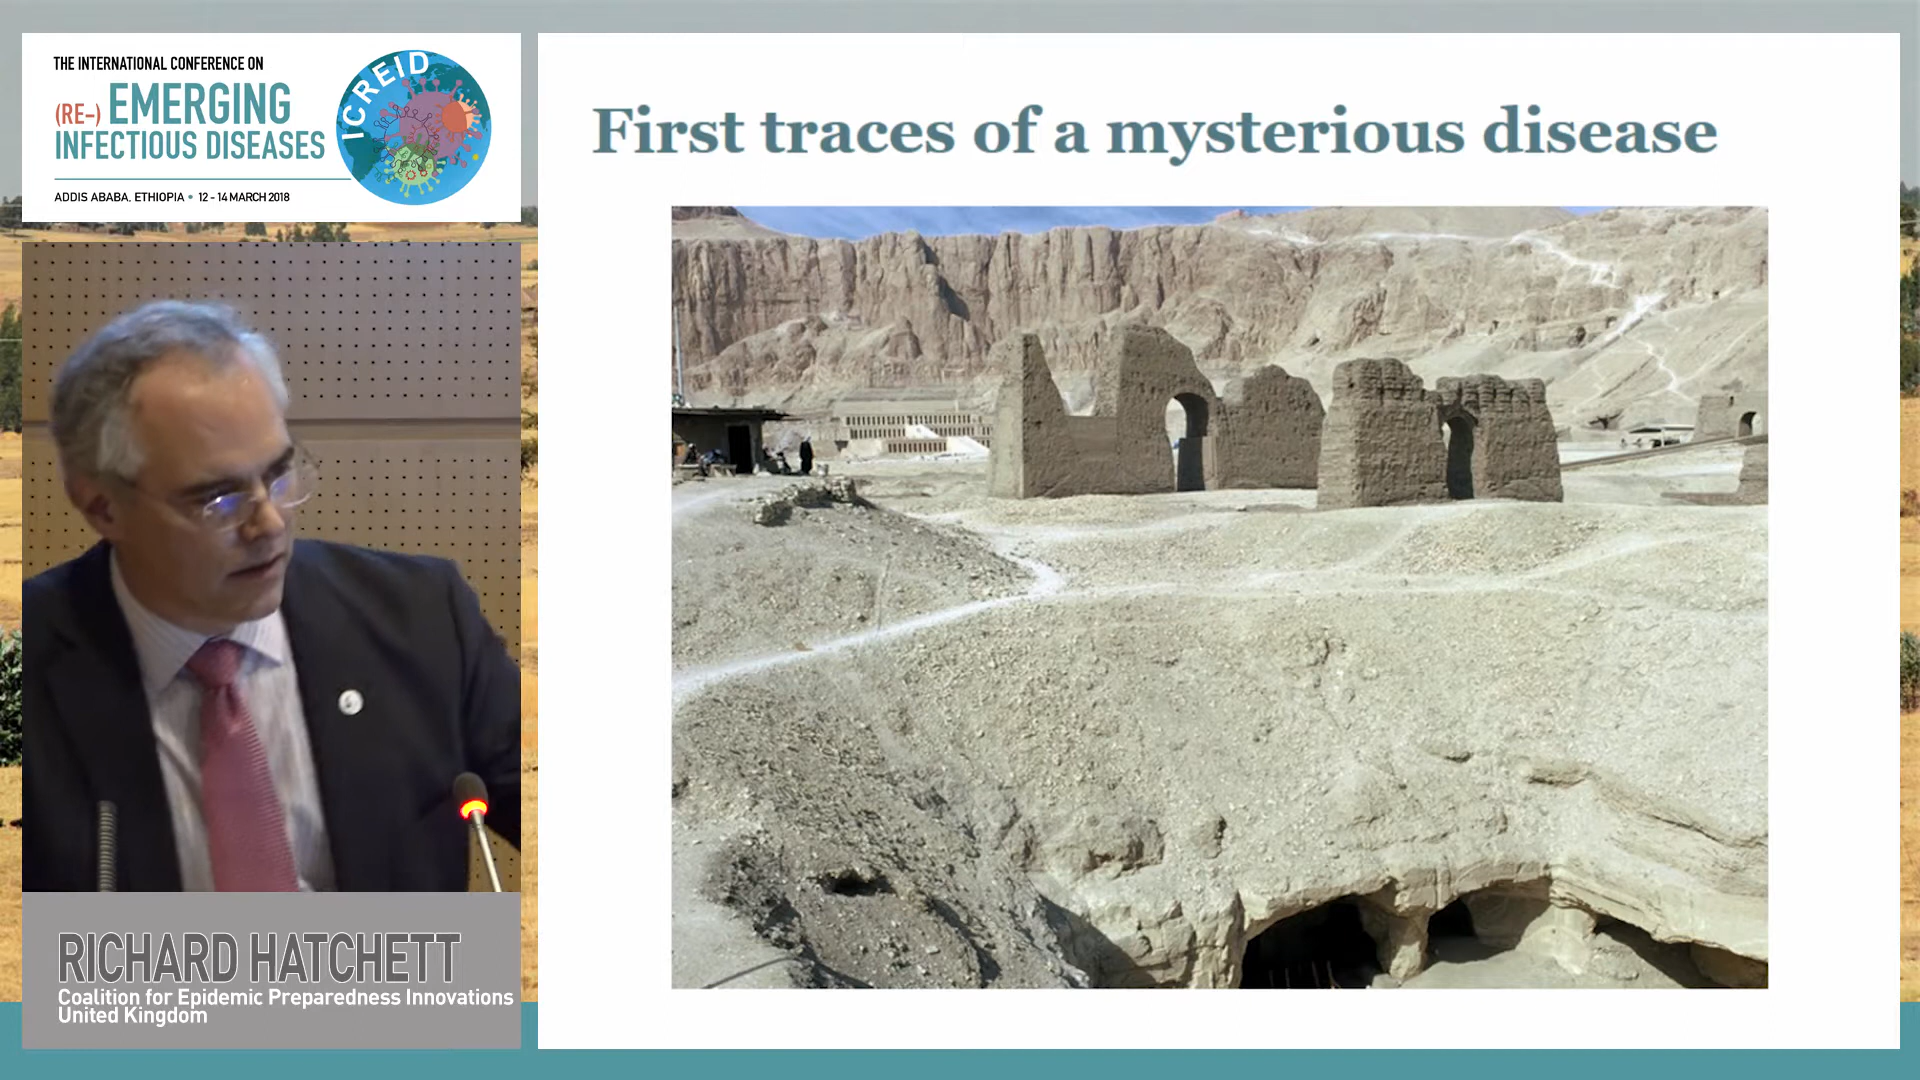 THE INTERNATIONAL CONFERENCE ON
(RE-) EMERGING
INFECTIOUS DISEASES
ADDIS ABABA, ETHIOPIA • 12 - 14 MARCH 2018
ICREID
First traces of a mysterious disease
RICHARD HATCHETT
Coalition for Epidemic Preparedness Innovations
United Kingdom